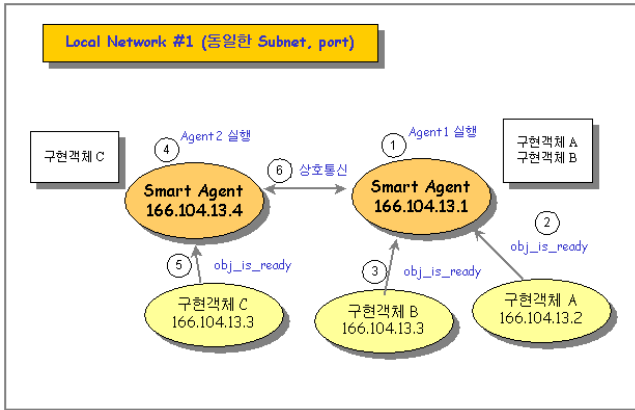 Local Network #1 (동일한 Subnet, port)
④ Agent2 실행
① Agent1 실행
구현객체 C
구현객체 A
구현객체 B
⑥ 상호통신
Smart Agent
166.104.13.4
Smart Agent
166.104.13.1
②
obj_is_ready
⑤ obj_is_ready
③ obj_is_ready
구현객체 C
166.104.13.3
구현객체 B
166.104.13.3
구현객체 A
166.104.13.2